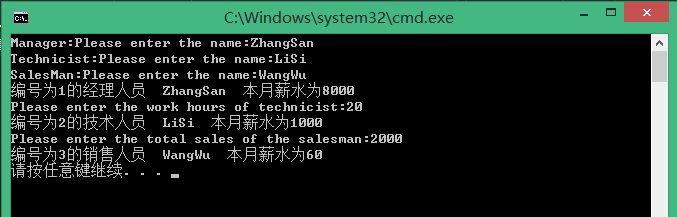 C:\Windows\system32\cmd.exe
Manager:Please enter the name:ZhangSan
Technicist:Please enter the name:LiSi
SalesMan:Please enter the name:WangWu
编号为1的经理人员  ZhangSan  本月薪水为8000
Please enter the work hours of technicist:20
编号为2的技术人员  LiSi  本月薪水为1000
Please enter the total sales of the salesman:2000
编号为3的销售人员  WangWu  本月薪水为60
请按任意键继续. . .